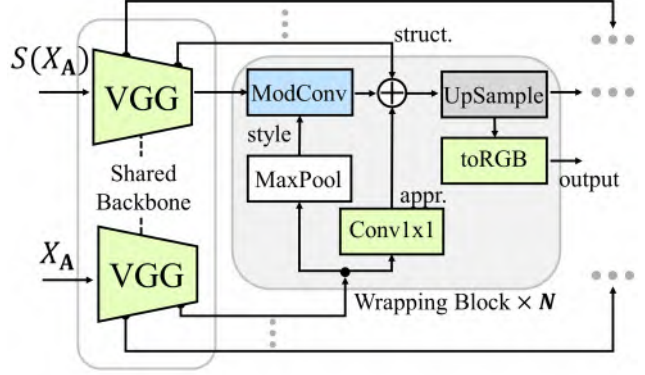 struct.
S(X_A)
VGG
ModConv
UpSample
style
toRGB
Shared
Backbone
MaxPool
appr.
output
Conv1x1
X_A
VGG
Wrapping Block × N